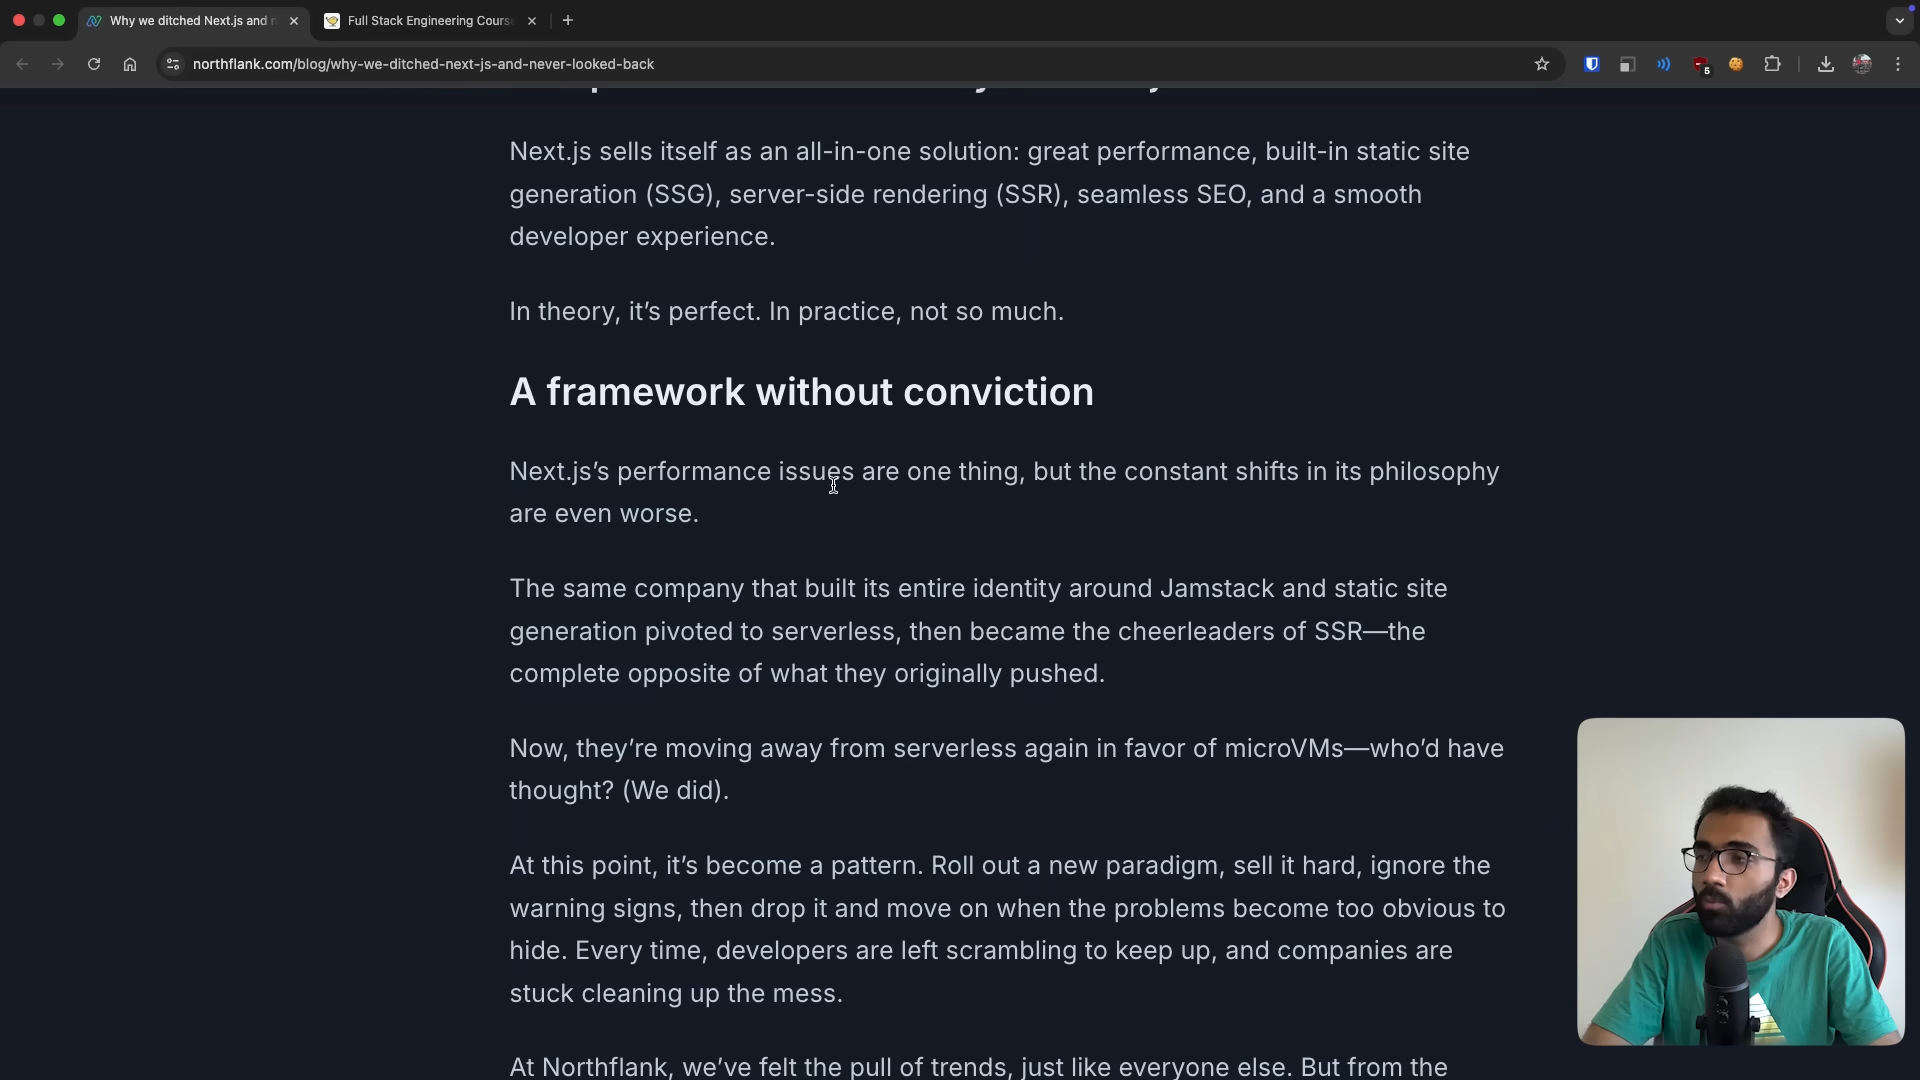 Why we ditched Next.js and n
Full Stack Engineering Course
northflank.com/blog/why-we-ditched-next-js-and-never-looked-back
5
Next.js sells itself as an all-in-one solution: great performance, built-in static site
generation (SSG), server-side rendering (SSR), seamless SEO, and a smooth
developer experience.
In theory, it’s perfect. In practice, not so much.
A framework without conviction
Next.js’s performance issues are one thing, but the constant shifts in its philosophy
are even worse.
The same company that built its entire identity around Jamstack and static site
generation pivoted to serverless, then became the cheerleaders of SSR—the
complete opposite of what they originally pushed.
Now, they’re moving away from serverless again in favor of microVMs—who’d have
thought? (We did).
At this point, it’s become a pattern. Roll out a new paradigm, sell it hard, ignore the
warning signs, then drop it and move on when the problems become too obvious to
hide. Every time, developers are left scrambling to keep up, and companies are
stuck cleaning up the mess.
At Northflank, we’ve felt the pull of trends, just like everyone else. But from the